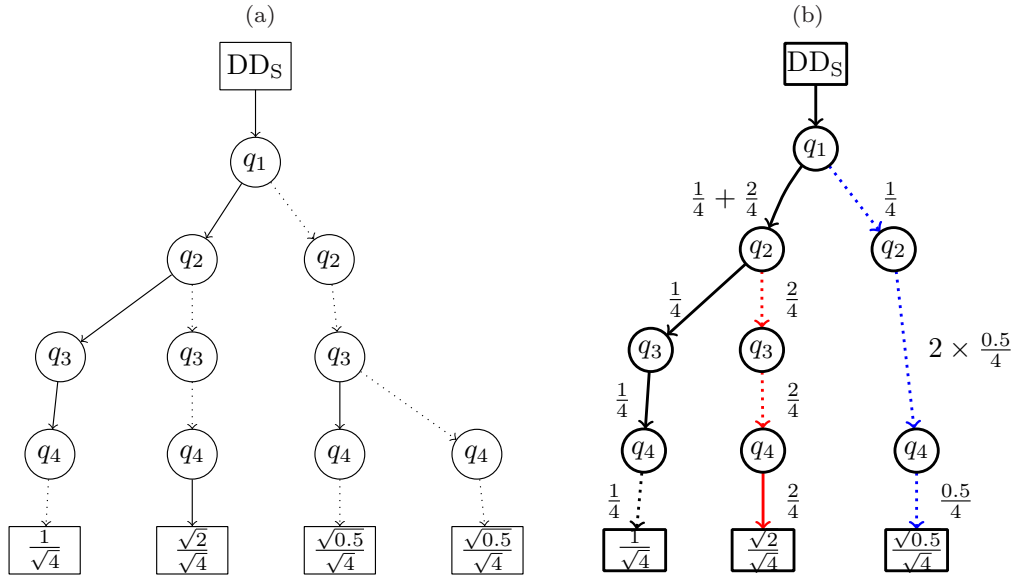 (a)
DD_S
q_1
q_2 q_2
q_3 q_3 q_3
q_4 q_4 q_4 q_4
1/√4 √2/√4 √0.5/√4 √0.5/√4
(b)
DD_S
q_1
1/4 + 2/4 1/4
q_2 q_2
1/4 2/4 2 × 0.5/4
q_3 q_3
1/4 2/4
q_4 q_4 q_4
1/4 2/4 0.5/4
1/√4 √2/√4 √0.5/√4